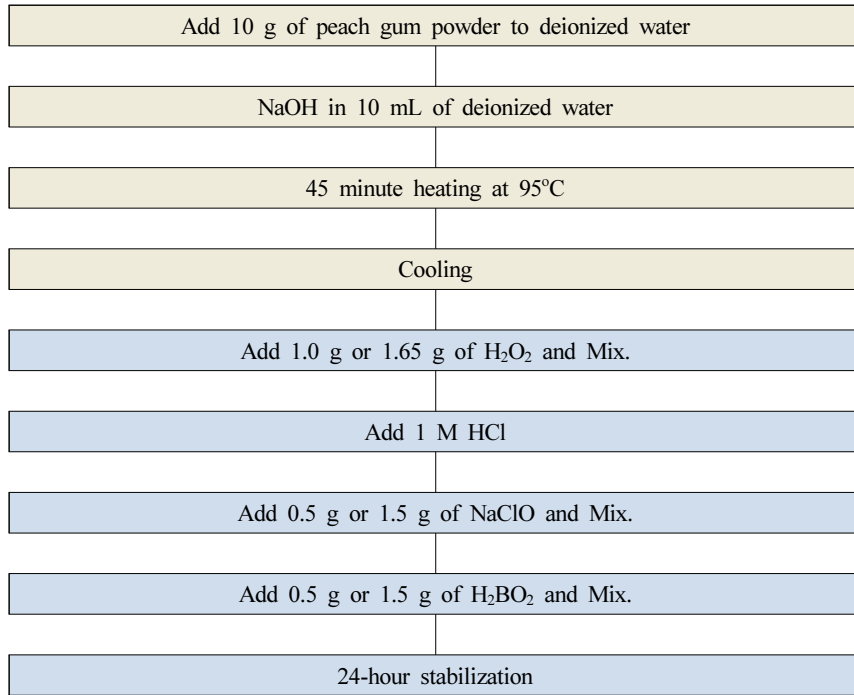 Add 10 g of peach gum powder to deionized water
NaOH in 10 mL of deionized water
45 minute heating at 95°C
Cooling
Add 1.0 g or 1.65 g of H₂O₂ and Mix.
Add 1 M HCl
Add 0.5 g or 1.5 g of NaClO and Mix.
Add 0.5 g or 1.5 g of H₂BO₂ and Mix.
24-hour stabilization